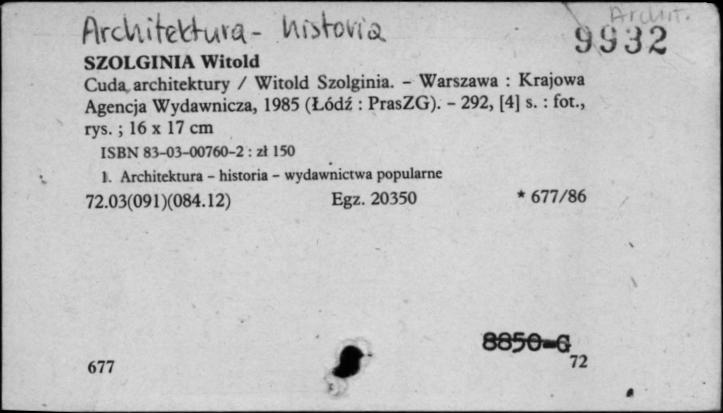 Archit.
Architektura - historia
9932
SZOLGINIA Witold
Cuda architektury / Witold Szolginia. – Warszawa : Krajowa
Agencja Wydawnicza, 1985 (Łódź : PrasZG). – 292, [4] s. : fot.,
rys. ; 16 x 17 cm
ISBN 83-03-00760-2 : zł 150
1. Architektura – historia – wydawnictwa popularne
72.03(091)(084.12) Egz. 20350 * 677/86
8850-G
677 72